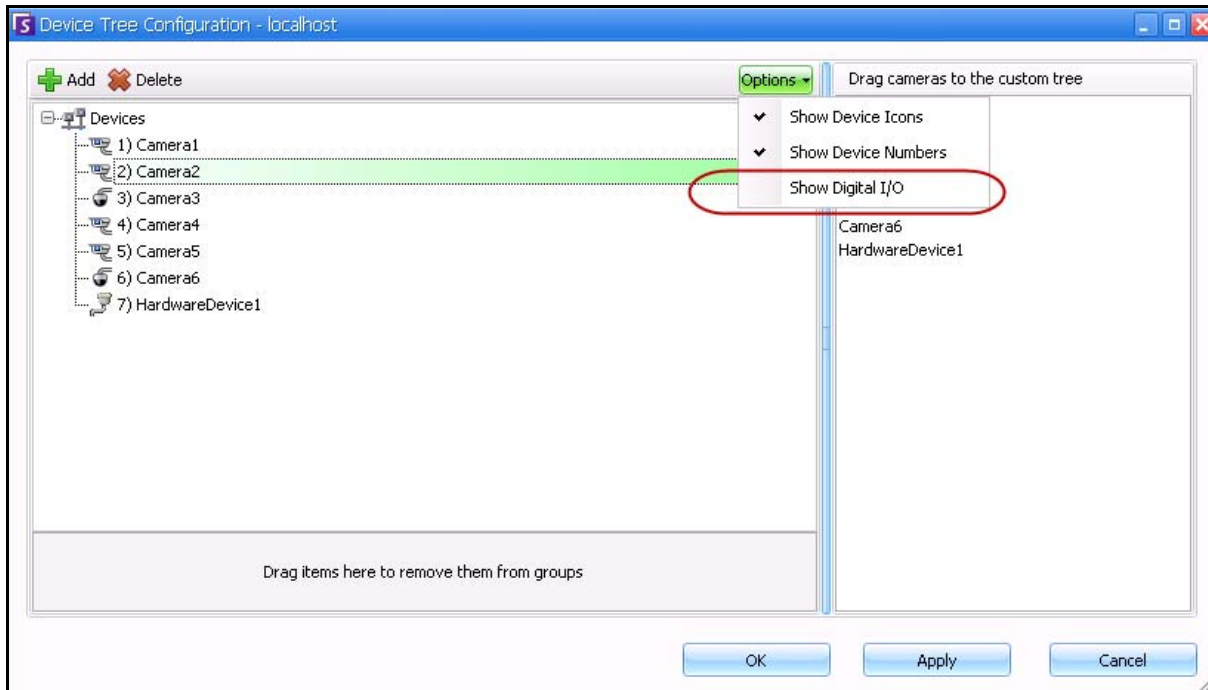 Device Tree Configuration - localhost
Add Delete Options
Drag cameras to the custom tree
Show Device Icons
Show Device Numbers
Show Digital I/O
Devices
1) Camera1
2) Camera2
3) Camera3
4) Camera4
5) Camera5
6) Camera6
7) HardwareDevice1
Camera6
HardwareDevice1
Drag items here to remove them from groups
OK Apply Cancel